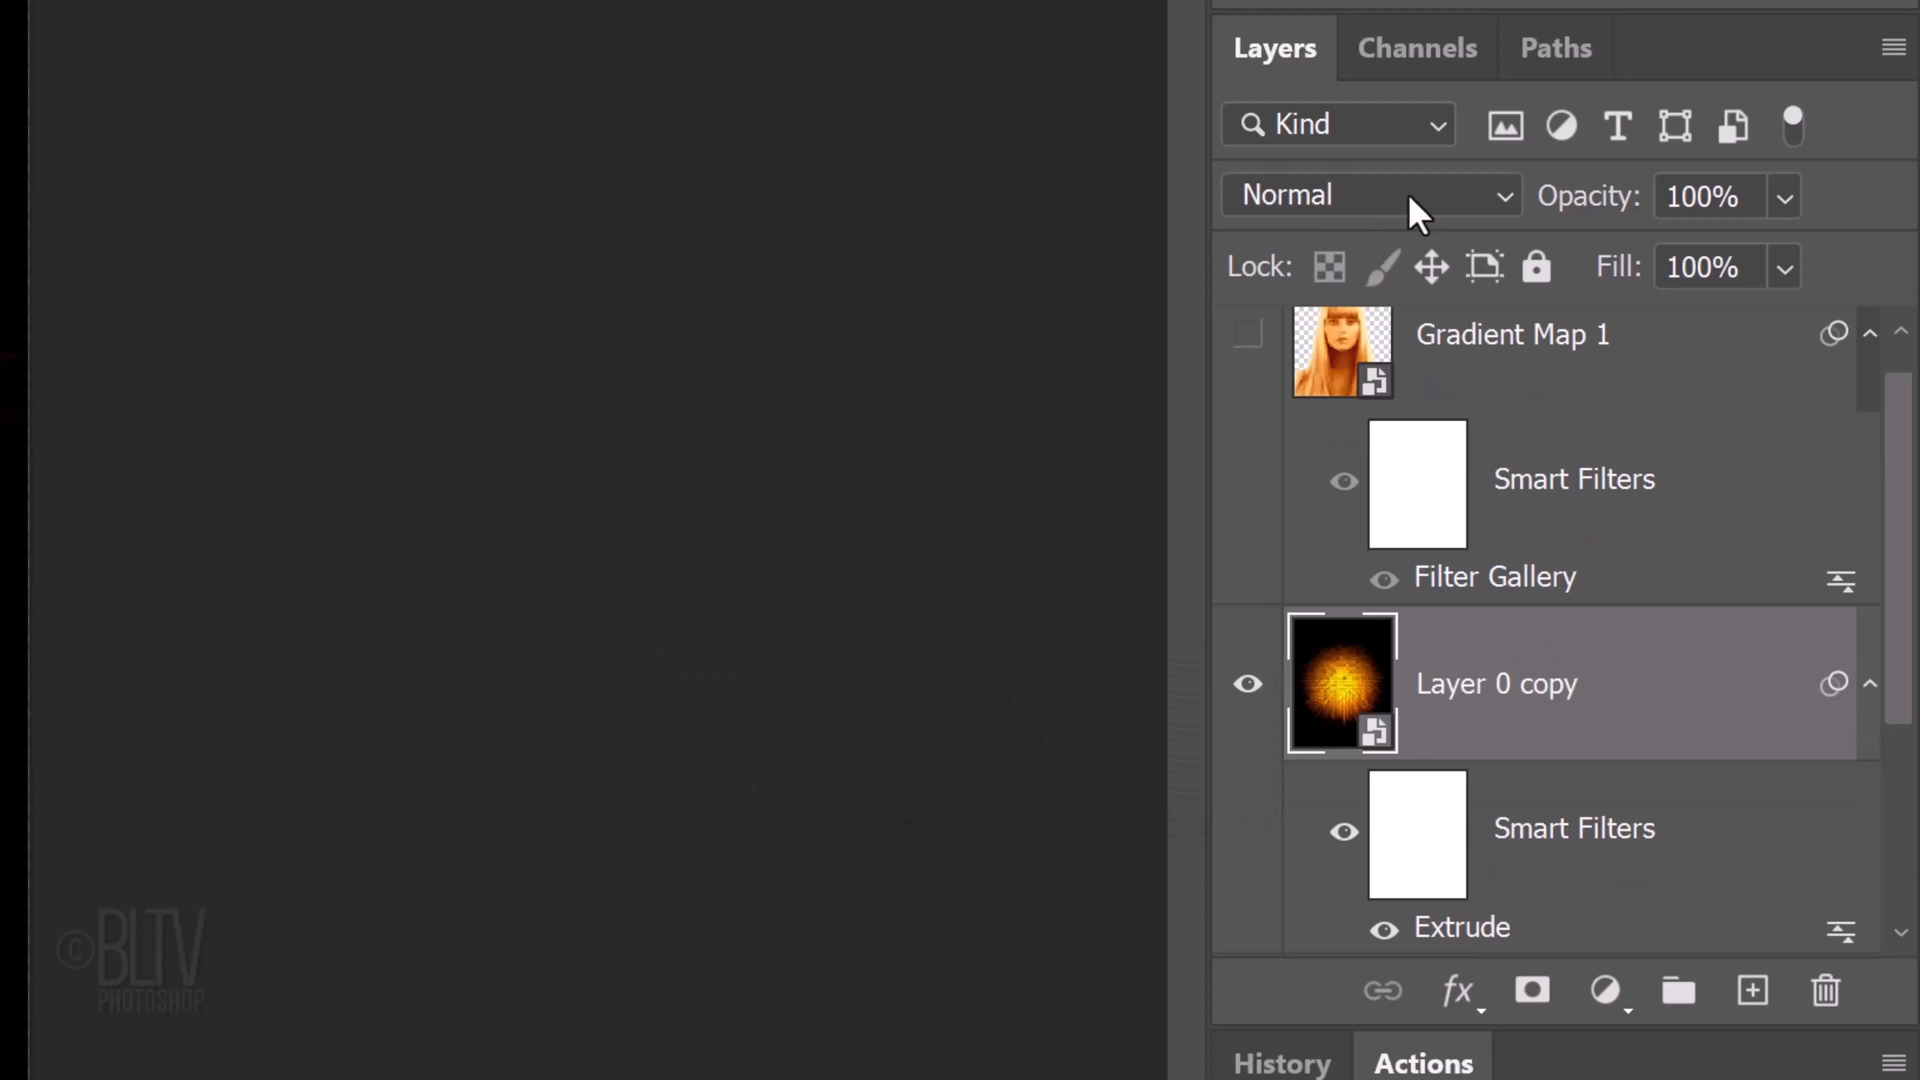 Layers Channels Paths
Kind
Normal Opacity: 100%
Lock: Fill: 100%
Gradient Map 1
Smart Filters
Filter Gallery
Layer 0 copy
Smart Filters
Extrude
fx
History Actions
© BLTV
PHOTOSHOP